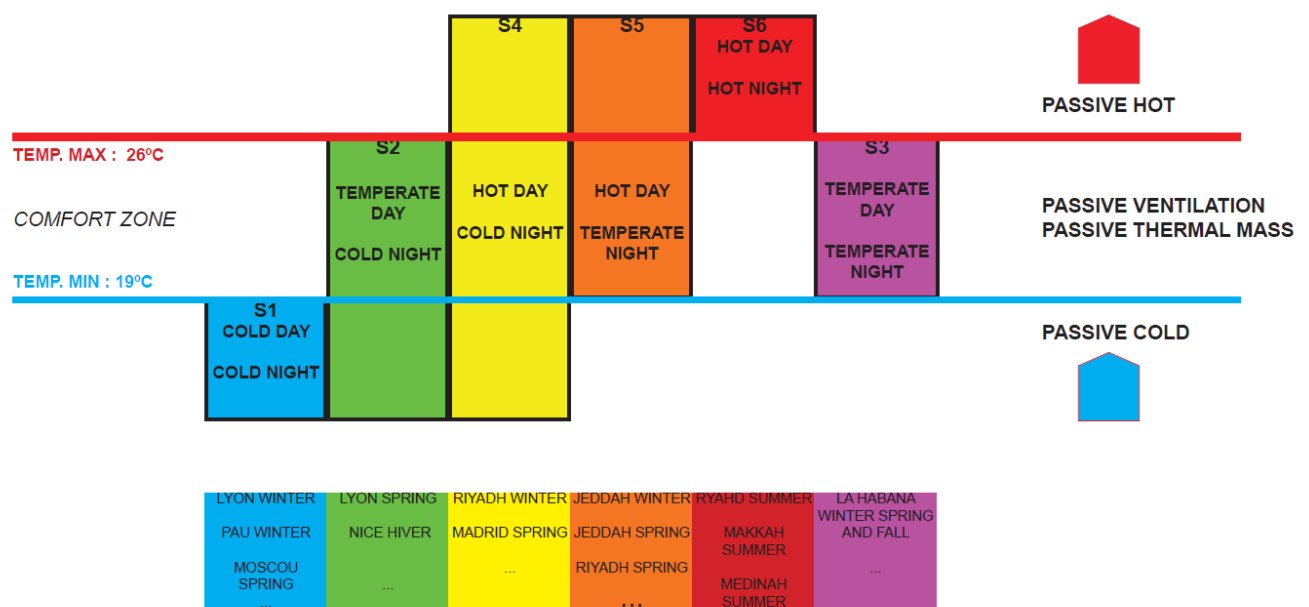 S4
S5
S6
HOT DAY
HOT NIGHT
PASSIVE HOT
TEMP. MAX : 26ºC
COMFORT ZONE
TEMP. MIN : 19ºC
S2
TEMPERATE
DAY
COLD NIGHT
HOT DAY
COLD NIGHT
HOT DAY
TEMPERATE
NIGHT
S3
TEMPERATE
DAY
TEMPERATE
NIGHT
PASSIVE VENTILATION
PASSIVE THERMAL MASS
S1
COLD DAY
COLD NIGHT
PASSIVE COLD
LYON WINTER
PAU WINTER
MOSCOU
SPRING
...
LYON SPRING
NICE HIVER
...
RIYADH WINTER
MADRID SPRING
...
JEDDAH WINTER
JEDDAH SPRING
RIYADH SPRING
...
RYAHD SUMMER
MAKKAH
SUMMER
MEDINAH
SUMMER
LA HABANA
WINTER SPRING
AND FALL
...